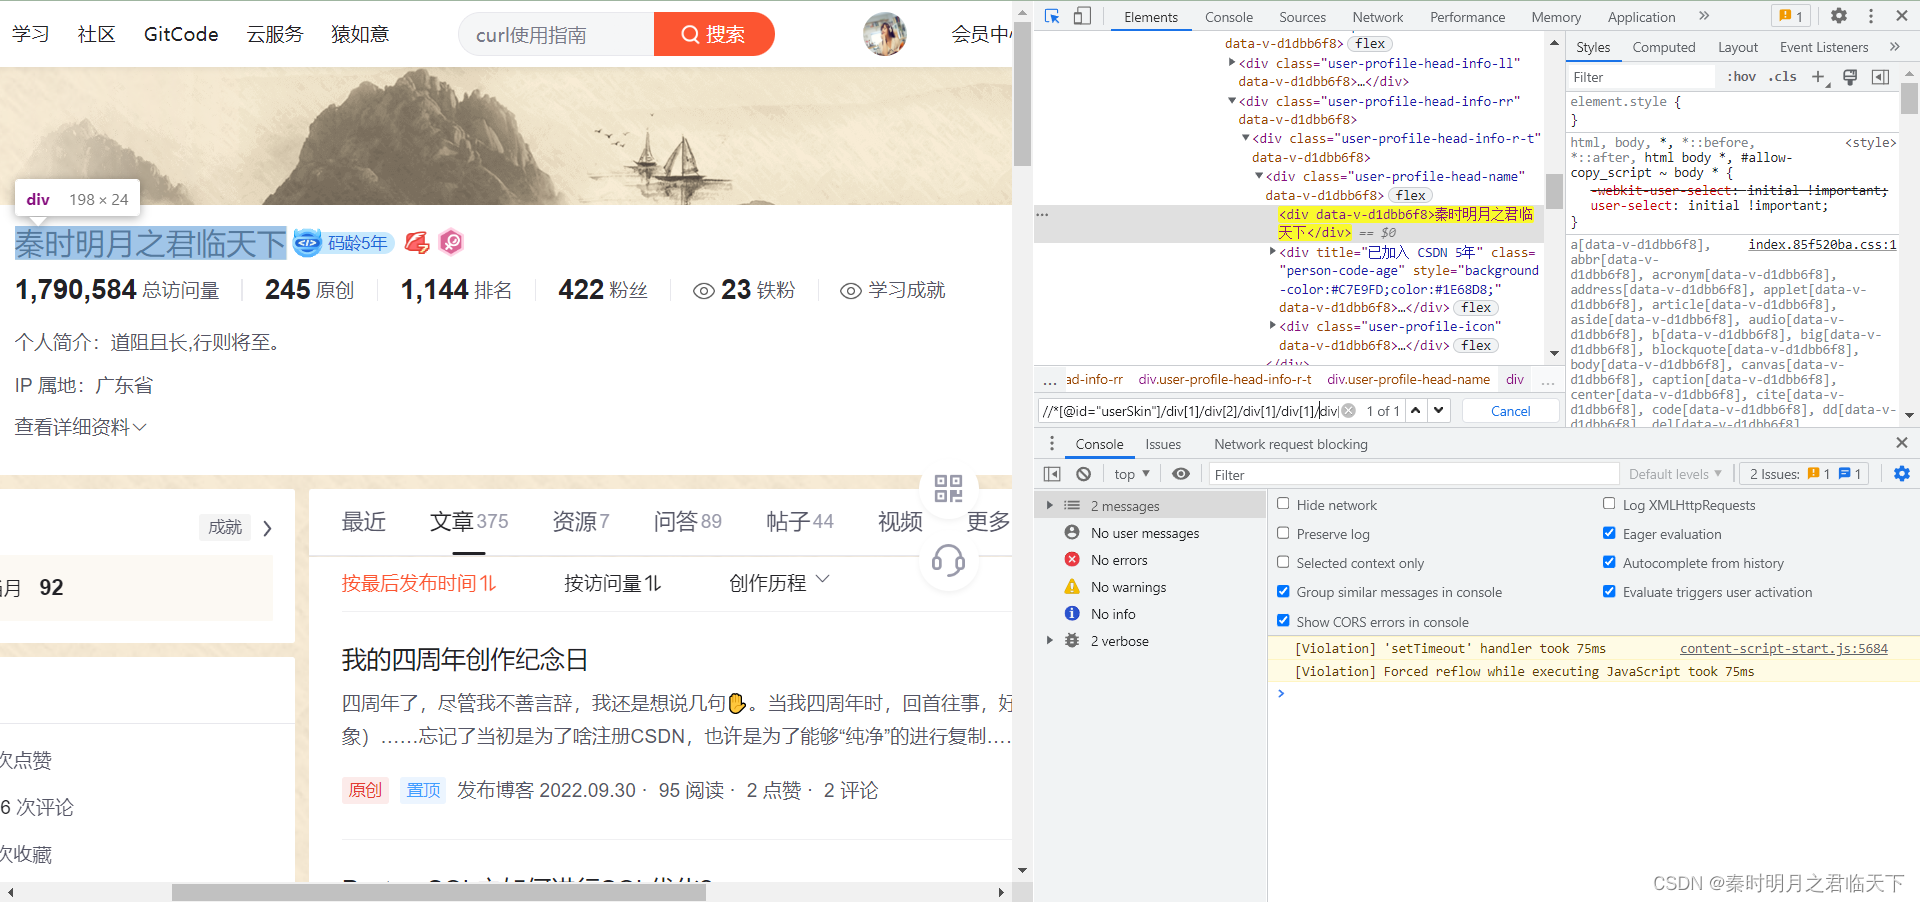 学习 社区 GitCode 云服务 猿如意 curl使用指南 搜索 会员中
div 198 × 24
秦时明月之君临天下 码龄5年
1,790,584 总访问量 245 原创 1,144 排名 422 粉丝 23 铁粉 学习成就
个人简介：道阻且长,行则将至。
IP 属地：广东省
查看详细资料
成就
月 92
次点赞
6 次评论
次收藏
最近 文章 375 资源 7 问答 89 帖子 44 视频 更多
按最后发布时间 按访问量 创作历程
我的四周年创作纪念日
四周年了，尽管我不善言辞，我还是想说几句✋。当我四周年时，回首往事，好
象）……忘记了当初是为了啥注册CSDN，也许是为了能够“纯净”的进行复制……
原创 置顶 发布博客 2022.09.30 · 95 阅读 · 2 点赞 · 2 评论
Elements Console Sources Network Performance Memory Application » 1
data-v-d1dbb6f8> flex
<div class="user-profile-head-info-ll"
data-v-d1dbb6f8>…</div>
<div class="user-profile-head-info-rr"
data-v-d1dbb6f8>
<div class="user-profile-head-info-r-t"
data-v-d1dbb6f8>
<div class="user-profile-head-name"
data-v-d1dbb6f8> flex
<div data-v-d1dbb6f8>秦时明月之君临
天下</div> == $0
<div title="已加入 CSDN 5年" class=
"person-code-age" style="background
-color:#C7E9FD;color:#1E68D8;"
data-v-d1dbb6f8>…</div> flex
<div class="user-profile-icon"
data-v-d1dbb6f8>…</div> flex
</div>
... ad-info-rr div.user-profile-head-info-r-t div.user-profile-head-name div ...
//*[@id="userSkin"]/div[1]/div[2]/div[1]/div[1]/div 1 of 1 Cancel
Styles Computed Layout Event Listeners »
Filter :hov .cls +
element.style {
}
html, body, *, *::before, <style>
*::after, html body *, #allow-
copy_script ~ body * {
-webkit-user-select: initial !important;
user-select: initial !important;
}
a[data-v-d1dbb6f8], index.85f520ba.css:1
abbr[data-v-
d1dbb6f8], acronym[data-v-d1dbb6f8],
address[data-v-d1dbb6f8], applet[data-v-
d1dbb6f8], article[data-v-d1dbb6f8],
aside[data-v-d1dbb6f8], audio[data-v-
d1dbb6f8], b[data-v-d1dbb6f8], big[data-v-
d1dbb6f8], blockquote[data-v-d1dbb6f8],
body[data-v-d1dbb6f8], canvas[data-v-
d1dbb6f8], caption[data-v-d1dbb6f8],
center[data-v-d1dbb6f8], cite[data-v-
d1dbb6f8], code[data-v-d1dbb6f8], dd[data-v-
d1dbb6f8], del[data-v-d1dbb6f8],
Console Issues Network request blocking
top Filter Default levels 2 Issues: 1 1
2 messages
No user messages
No errors
No warnings
No info
2 verbose
Hide network Log XMLHttpRequests
Preserve log Eager evaluation
Selected context only Autocomplete from history
Group similar messages in console Evaluate triggers user activation
Show CORS errors in console
[Violation] 'setTimeout' handler took 75ms content-script-start.js:5684
[Violation] Forced reflow while executing JavaScript took 75ms
CSDN @秦时明月之君临天下